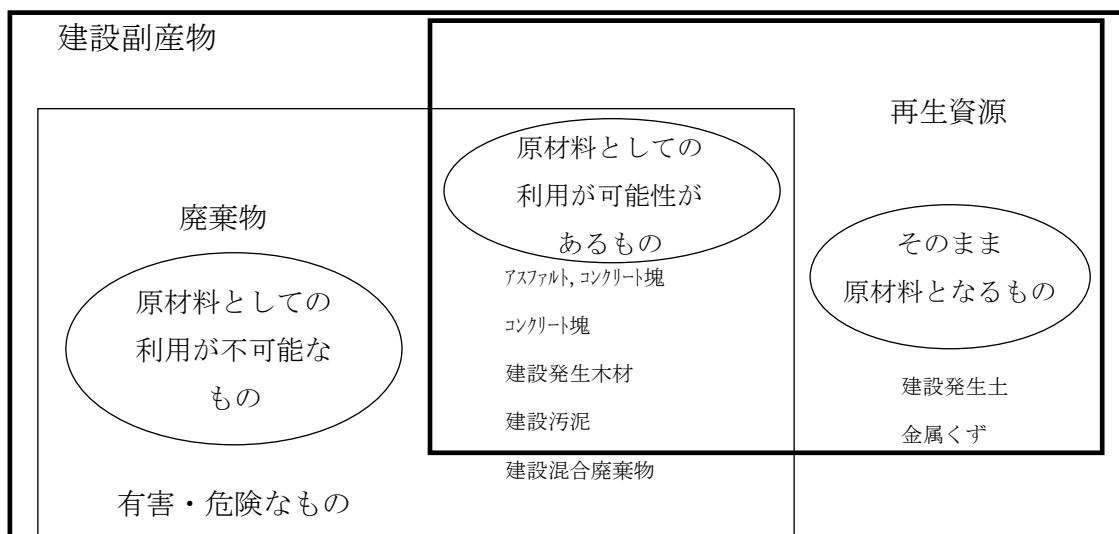 建設副産物
再生資源
原材料としての
利用が可能性が
あるもの
廃棄物
そのまま
原材料となるもの
原材料としての
利用が不可能な
もの
ｱｽﾌｧﾙﾄ,ｺﾝｸﾘｰﾄ塊
ｺﾝｸﾘｰﾄ塊
建設発生木材
建設汚泥
建設混合廃棄物
建設発生土
金属くず
有害・危険なもの